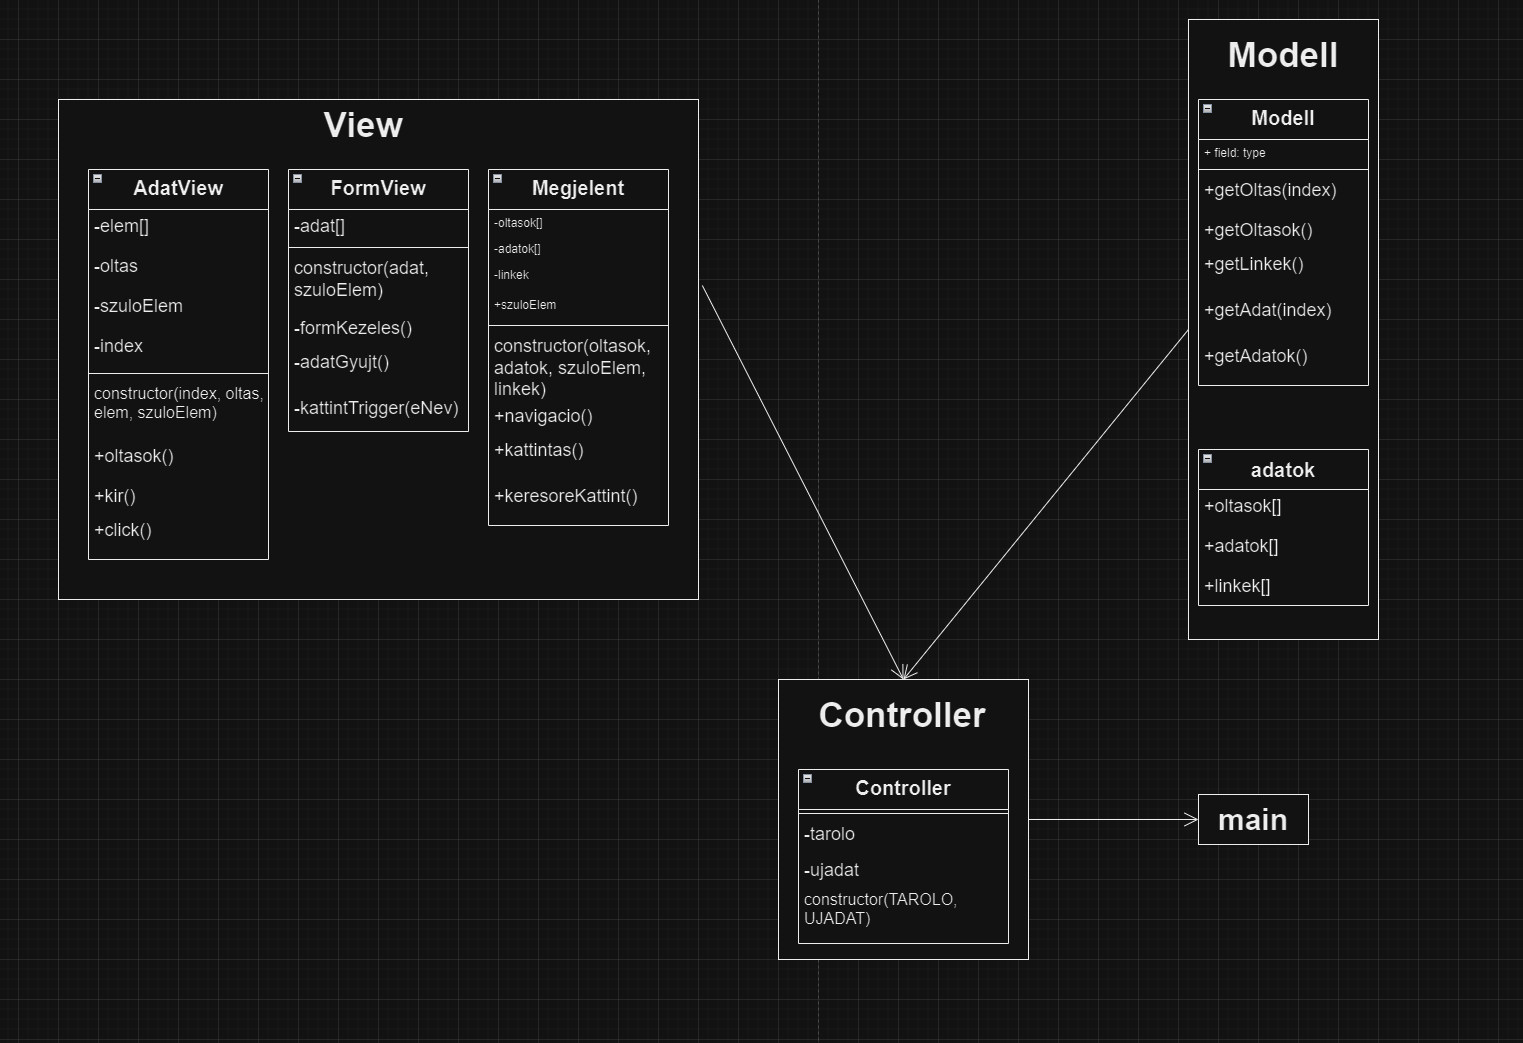 View
AdatView
-elem[]
-oltas
-szuloElem
-index
constructor(index, oltas,
elem, szuloElem)
+oltasok()
+kir()
+click()
FormView
-adat[]
constructor(adat,
szuloElem)
-formKezeles()
-adatGyujt()
-kattintTrigger(eNev)
Megjelent
-oltasok[]
-adatok[]
-linkek
+szuloElem
constructor(oltasok,
adatok, szuloElem,
linkek)
+navigacio()
+kattintas()
+keresoreKattint()
Modell
Modell
+ field: type
+getOltas(index)
+getOltasok()
+getLinkek()
+getAdat(index)
+getAdatok()
adatok
+oltasok[]
+adatok[]
+linkek[]
Controller
Controller
-tarolo
-ujadat
constructor(TAROLO,
UJADAT)
main